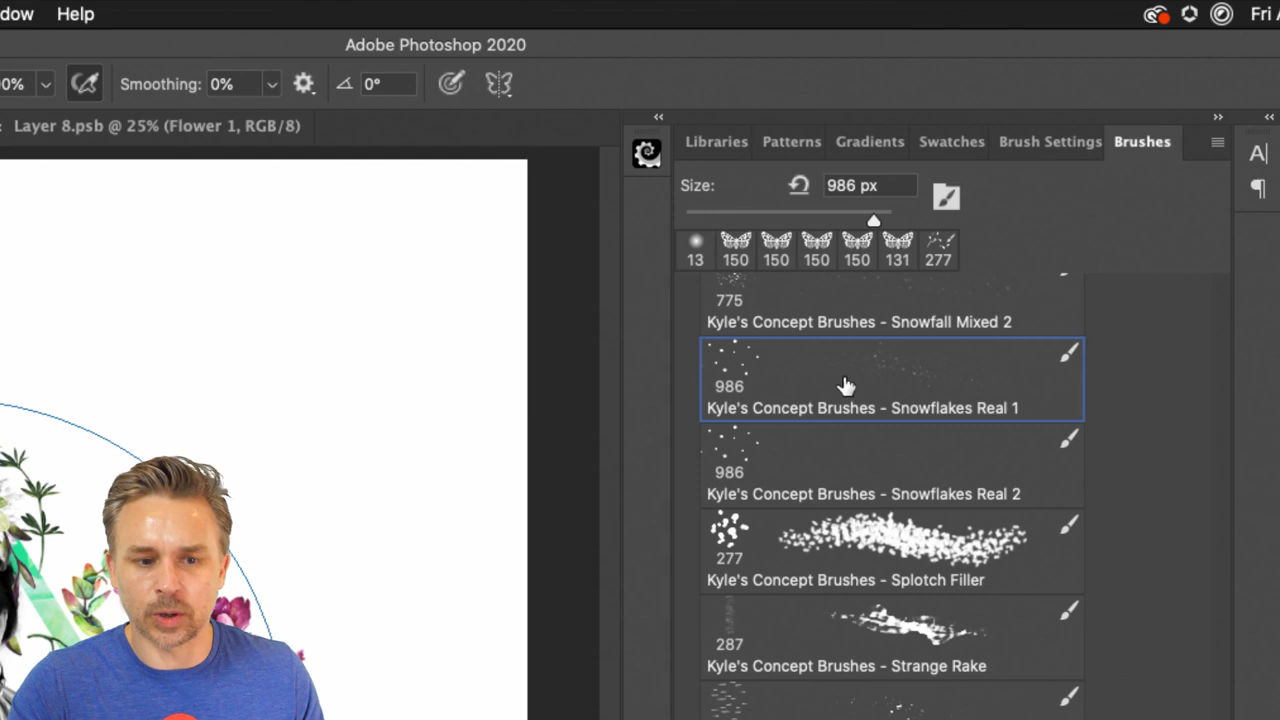 dow Help
Fri
Adobe Photoshop 2020
00% Smoothing: 0% 0°
Layer 8.psb @ 25% (Flower 1, RGB/8)
Libraries Patterns Gradients Swatches Brush Settings Brushes
Size: 986 px
13 150 150 150 150 131 277
775
Kyle's Concept Brushes - Snowfall Mixed 2
986
Kyle's Concept Brushes - Snowflakes Real 1
986
Kyle's Concept Brushes - Snowflakes Real 2
277
Kyle's Concept Brushes - Splotch Filler
287
Kyle's Concept Brushes - Strange Rake